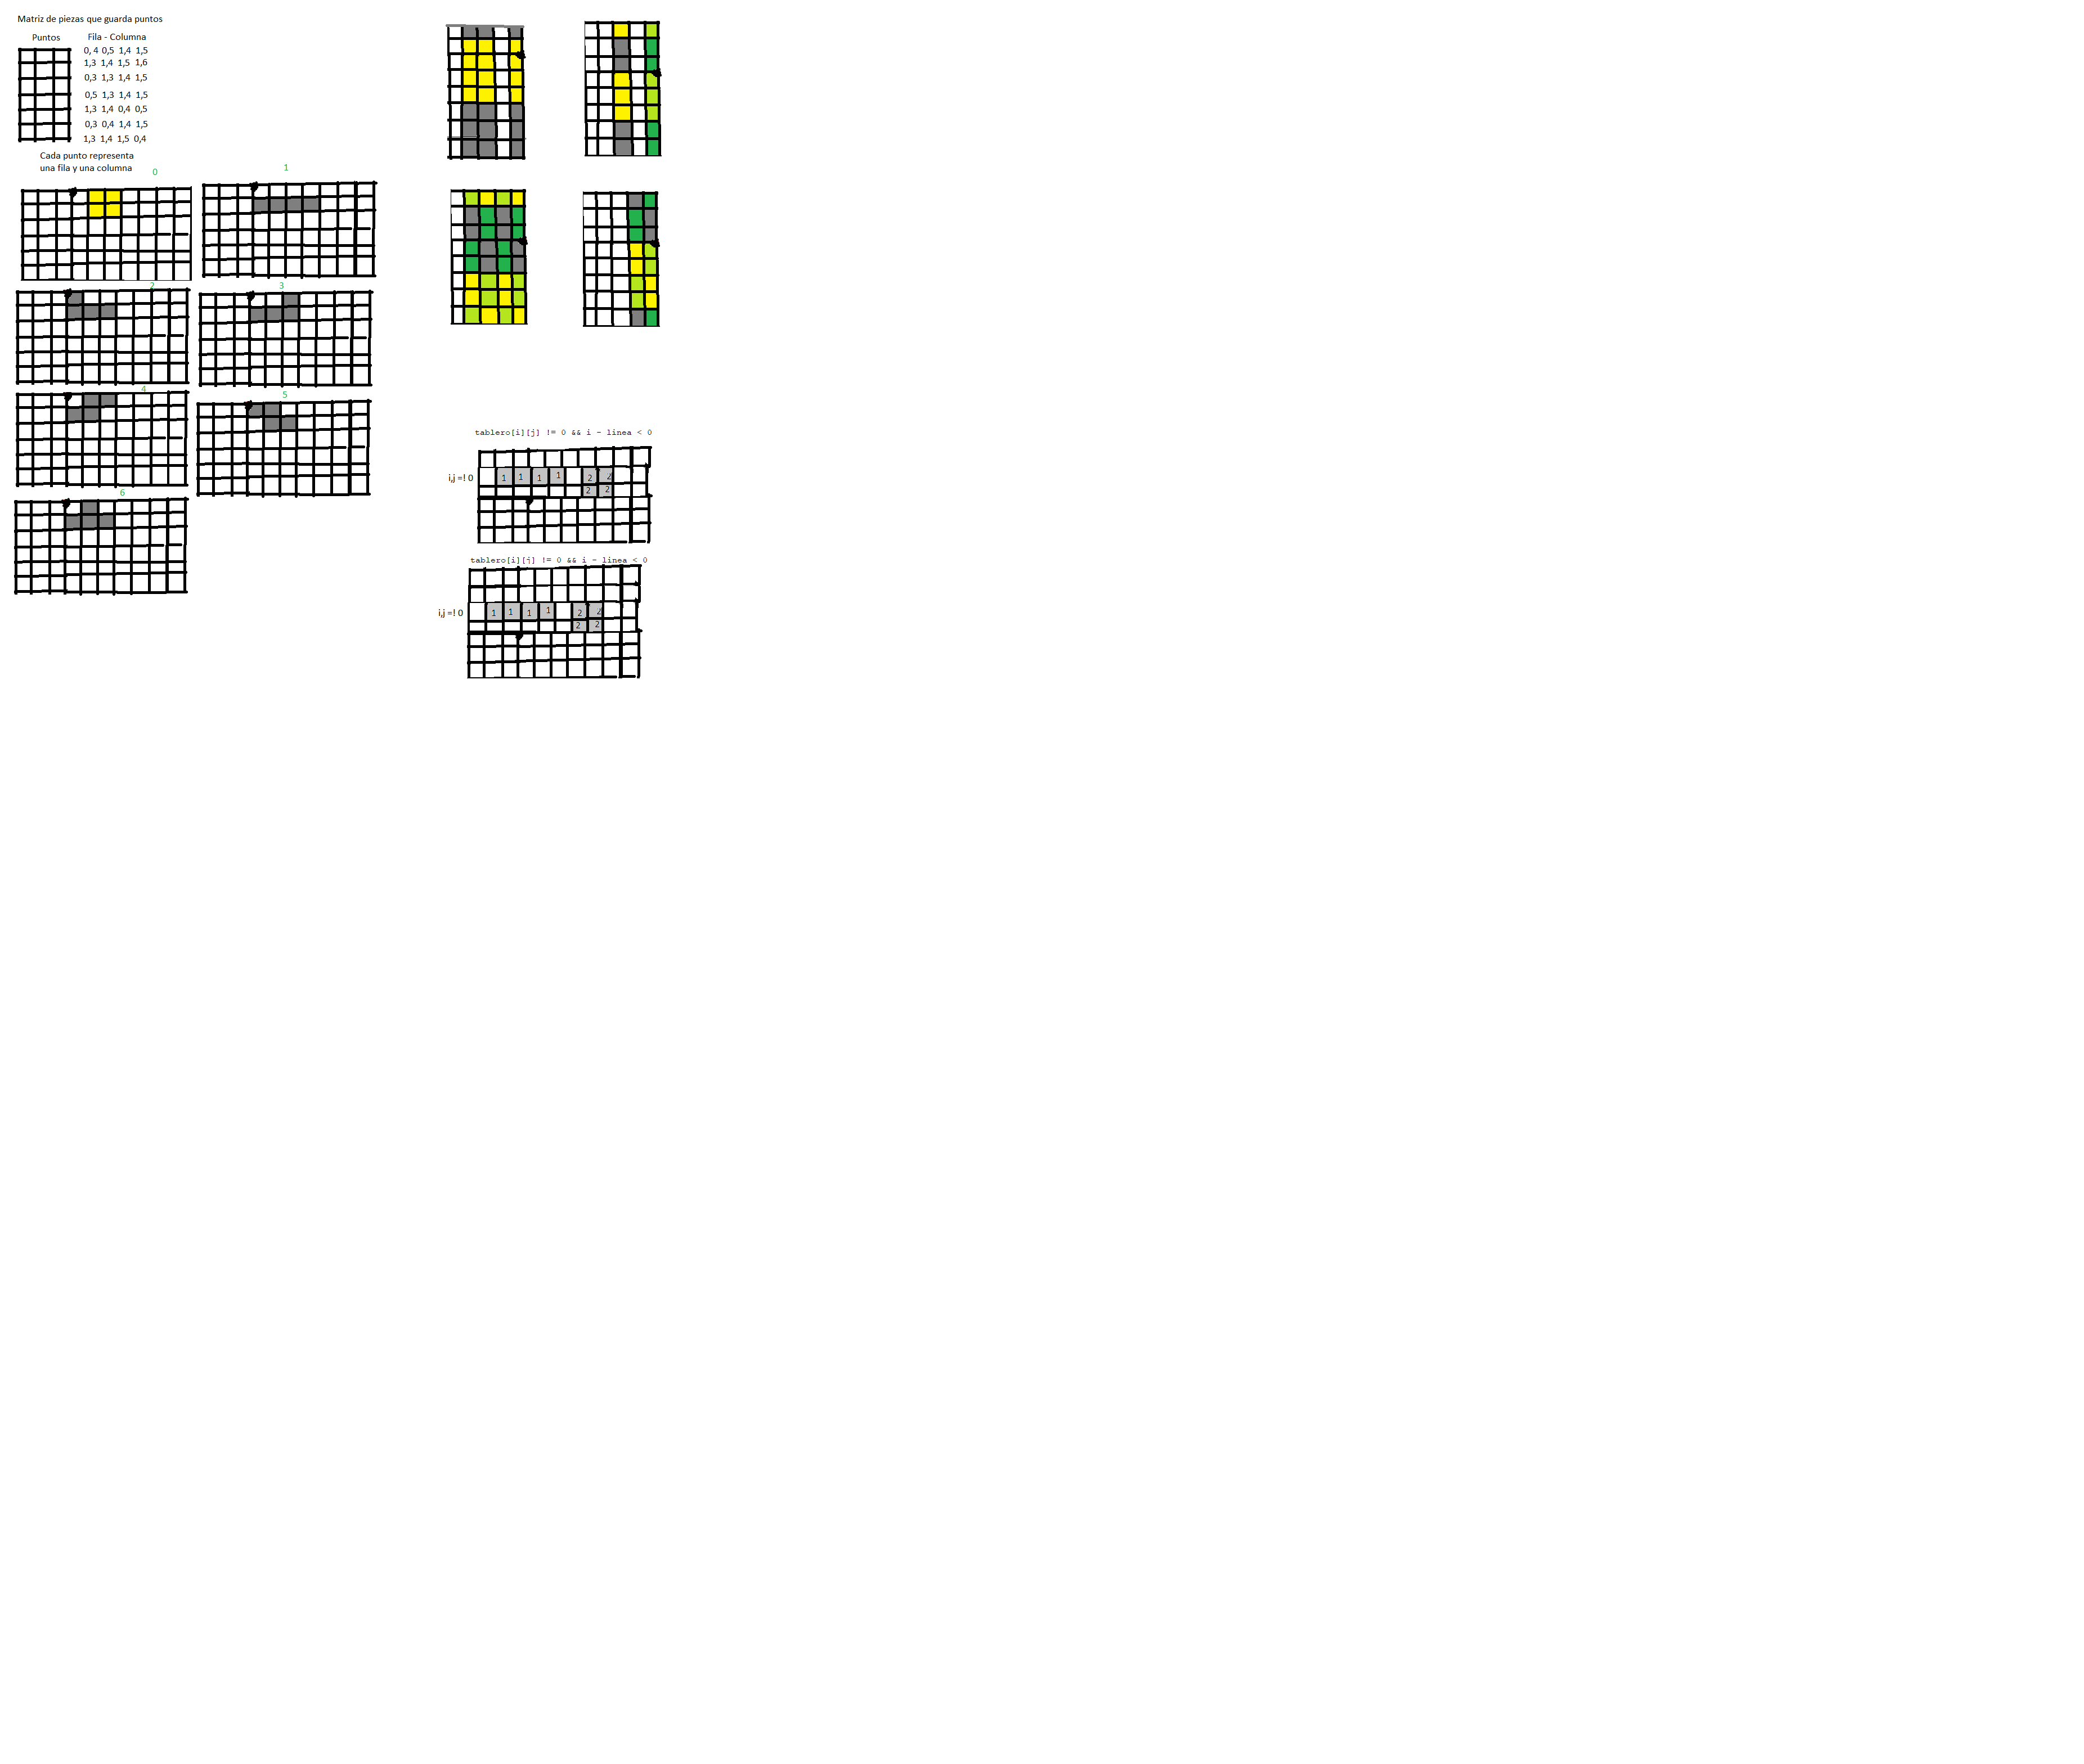 Matriz de piezas que guarda puntos
Puntos Fila - Columna
0, 4 0,5 1,4 1,5
1,3 1,4 1,5 1,6
0,3 1,3 1,4 1,5
0,5 1,3 1,4 1,5
1,3 1,4 0,4 0,5
0,3 0,4 1,4 1,5
1,3 1,4 1,5 0,4
Cada punto representa
una fila y una columna
0
1
2
3
4
5
6
tablero[i][j] != 0 && i - linea < 0
i,j =! 0 1 1 1 1 2 2
2 2
tablero[i][j] != 0 && i - linea < 0
i,j =! 0 1 1 1 1 2 2
2 2